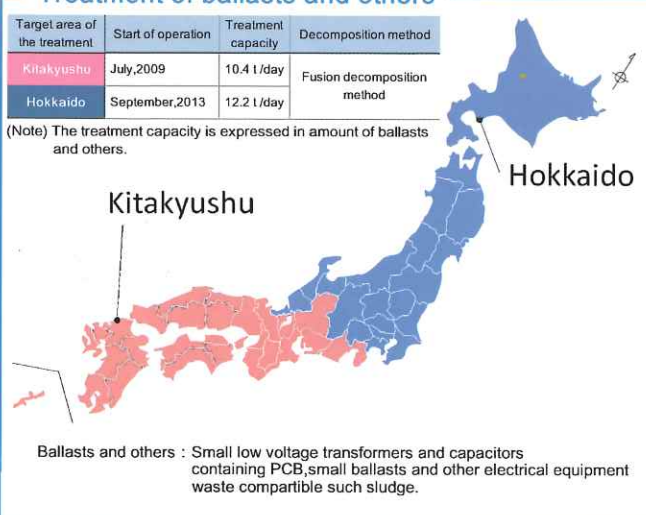 Treatment of ballasts and others
Target area of the treatment Start of operation Treatment capacity Decomposition method
Kitakyushu July,2009 10.4 t/day Fusion decomposition method
Hokkaido September,2013 12.2 t/day
(Note) The treatment capacity is expressed in amount of ballasts
and others.
Hokkaido
Kitakyushu
Ballasts and others : Small low voltage transformers and capacitors
containing PCB,small ballasts and other electrical equipment
waste compartible such sludge.